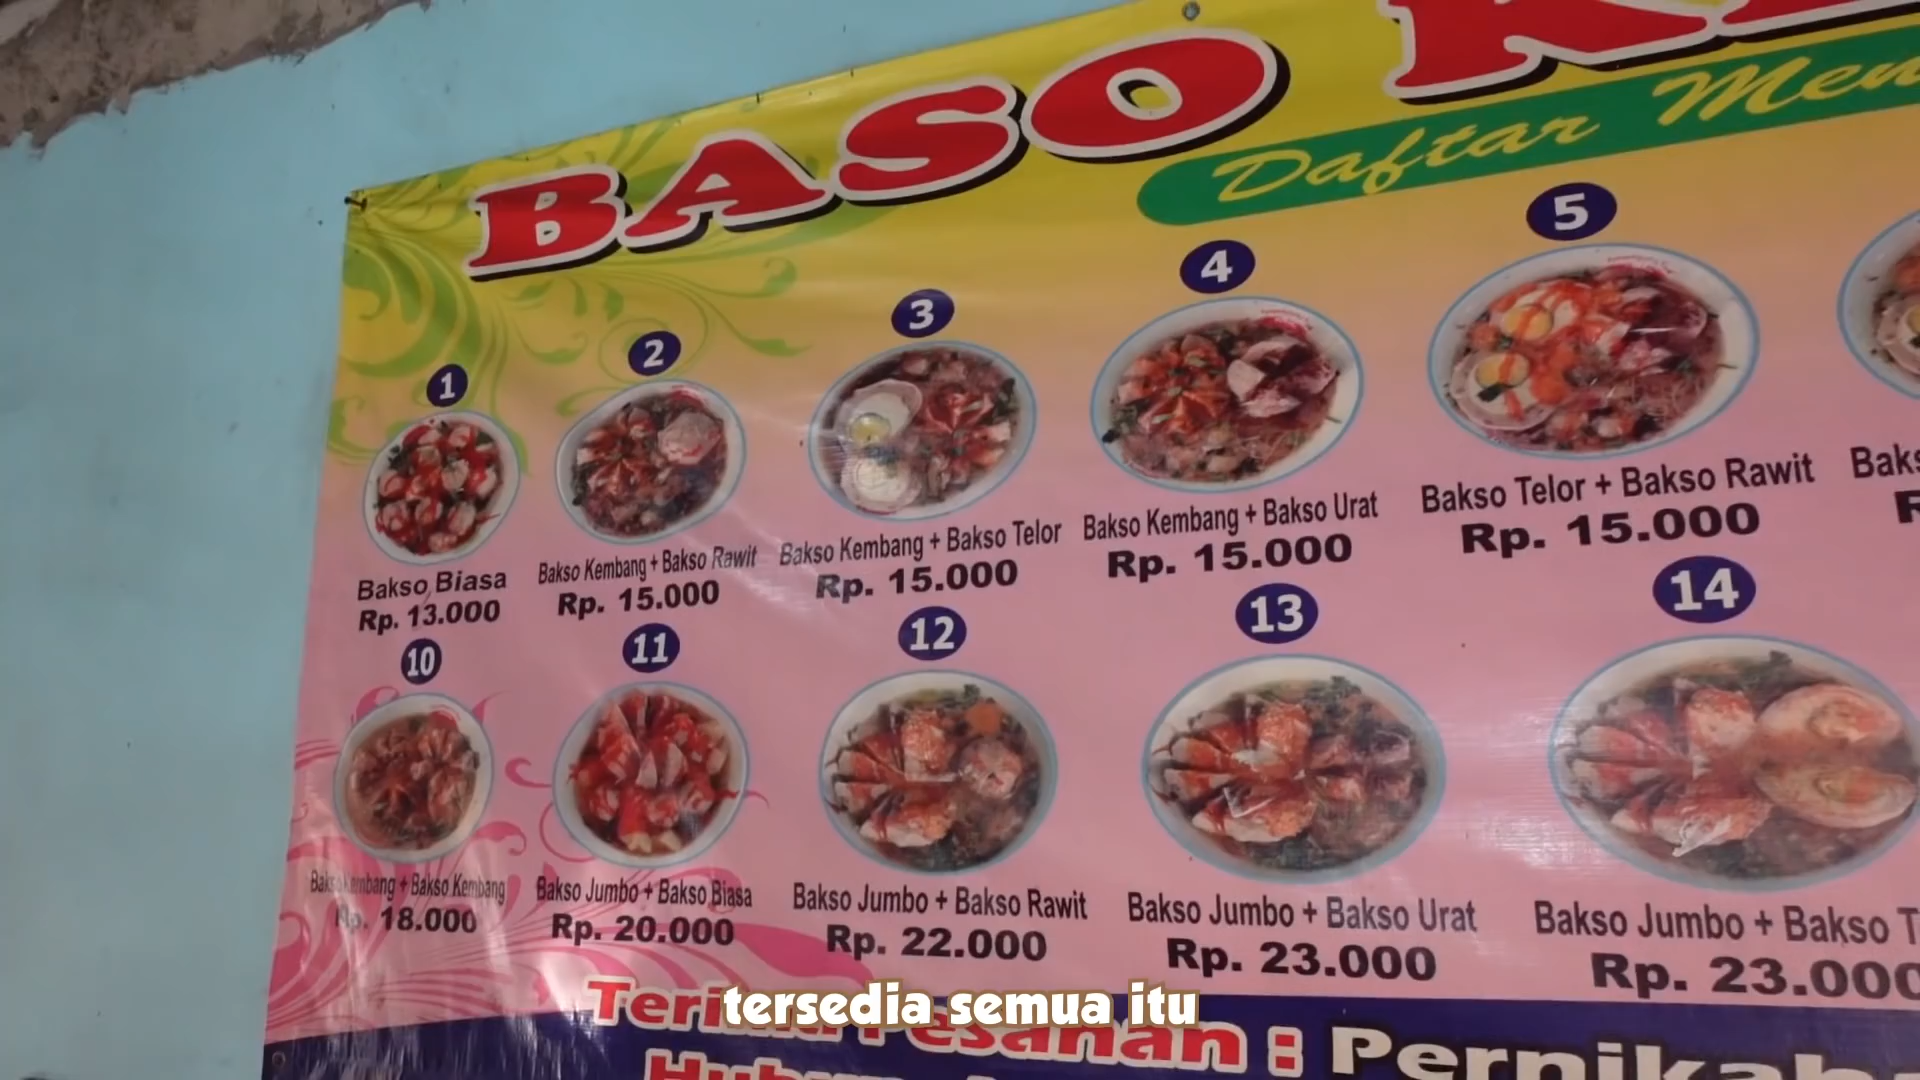 BASO
Daftar Men
1
2
3
4
5
Bakso Biasa
Rp. 13.000
Bakso Kembang + Bakso Rawit
Rp. 15.000
Bakso Kembang + Bakso Telor
Rp. 15.000
Bakso Kembang + Bakso Urat
Rp. 15.000
Bakso Telor + Bakso Rawit
Rp. 15.000
Baks
10
11
12
13
14
Bakso Kembang + Bakso Kembang
Rp. 18.000
Bakso Jumbo + Bakso Biasa
Rp. 20.000
Bakso Jumbo + Bakso Rawit
Rp. 22.000
Bakso Jumbo + Bakso Urat
Rp. 23.000
Bakso Jumbo + Bakso T
Rp. 23.000
tersedia semua itu
Pesanan : Pernikaha